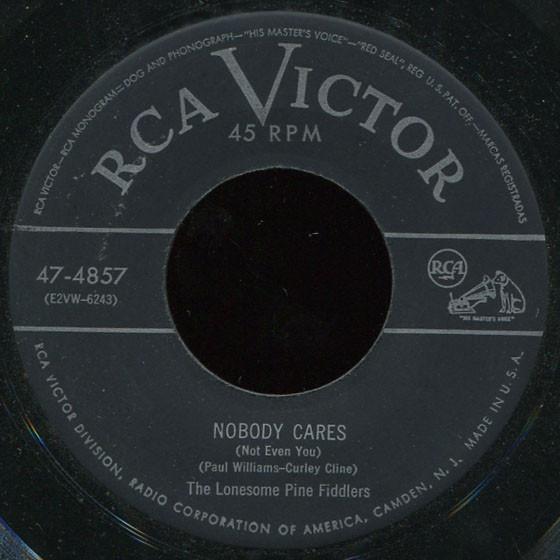 RCA VICTOR—RCA MONOGRAM—DOG AND PHONOGRAPH—"HIS MASTER'S VOICE"—"RED SEAL", REG. U.S. PAT. OFF.—MARCAS REGISTRADAS
RCA VICTOR
45 RPM
47-4857
(E2VW-6243)
RCA
"HIS MASTER'S VOICE"
NOBODY CARES
(Not Even You)
(Paul Williams-Curley Cline)
The Lonesome Pine Fiddlers
RCA VICTOR DIVISION, RADIO CORPORATION OF AMERICA, CAMDEN, N. J. MADE IN U.S.A.